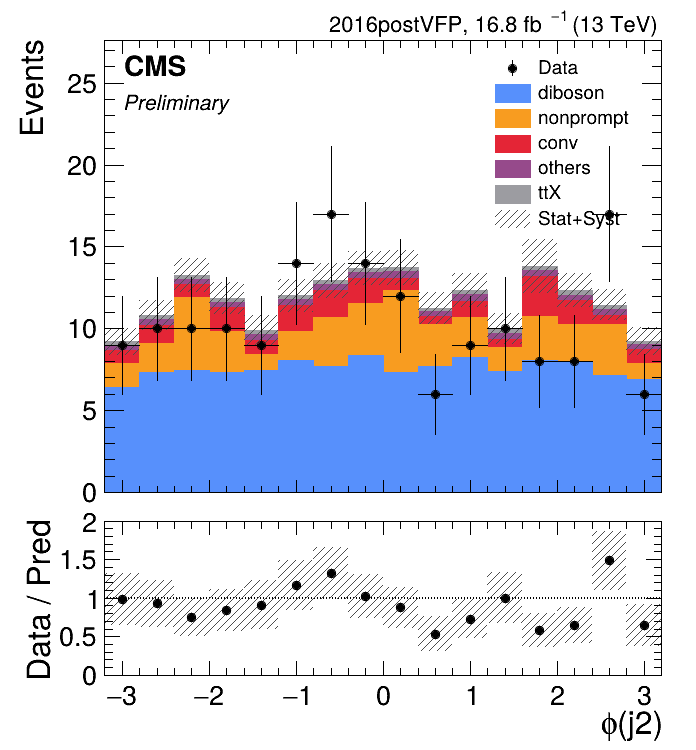 2016postVFP, 16.8 fb ⁻¹ (13 TeV)
Events
CMS
Preliminary
Data
diboson
nonprompt
conv
others
ttX
Stat+Syst
25
20
15
10
5
0
Data / Pred
2
1.5
1
0.5
0
−3 −2 −1 0 1 2 3
ϕ(j2)